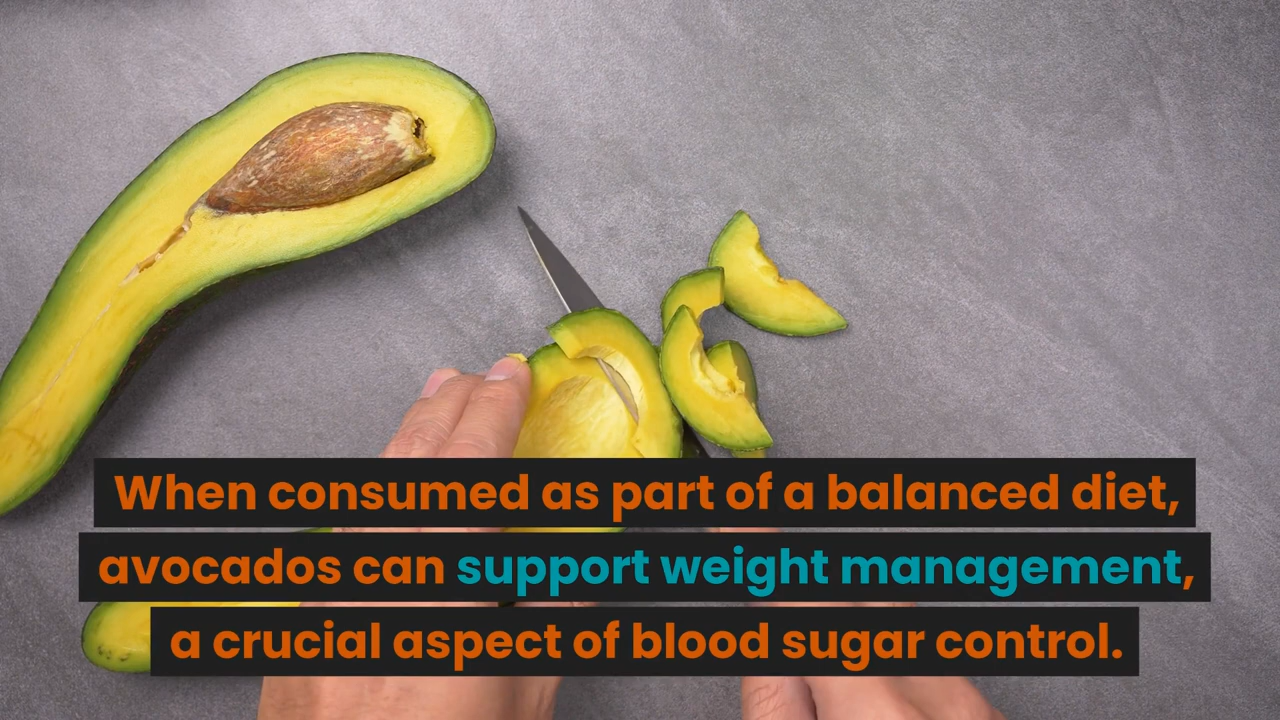 When consumed as part of a balanced diet,
avocados can support weight management,
a crucial aspect of blood sugar control.